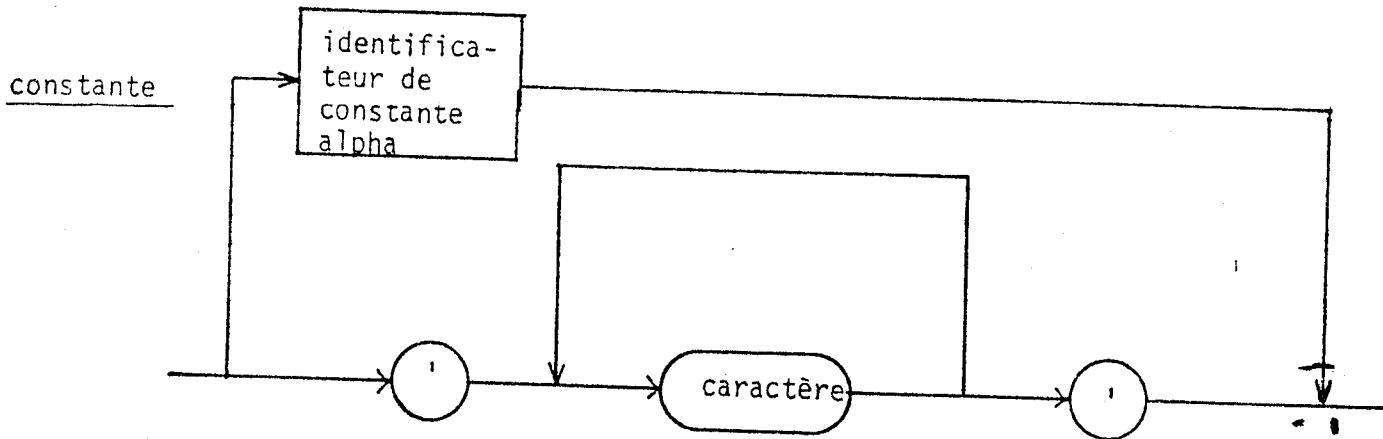 constante
identifica-
teur de
constante
alpha
'
caractère
'